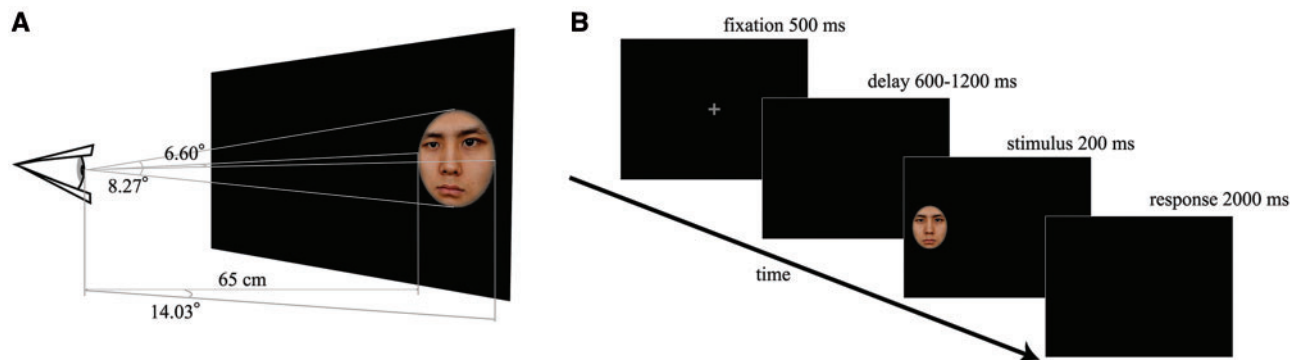 A
6.60°
8.27°
65 cm
14.03°
B
fixation 500 ms
delay 600-1200 ms
stimulus 200 ms
response 2000 ms
time